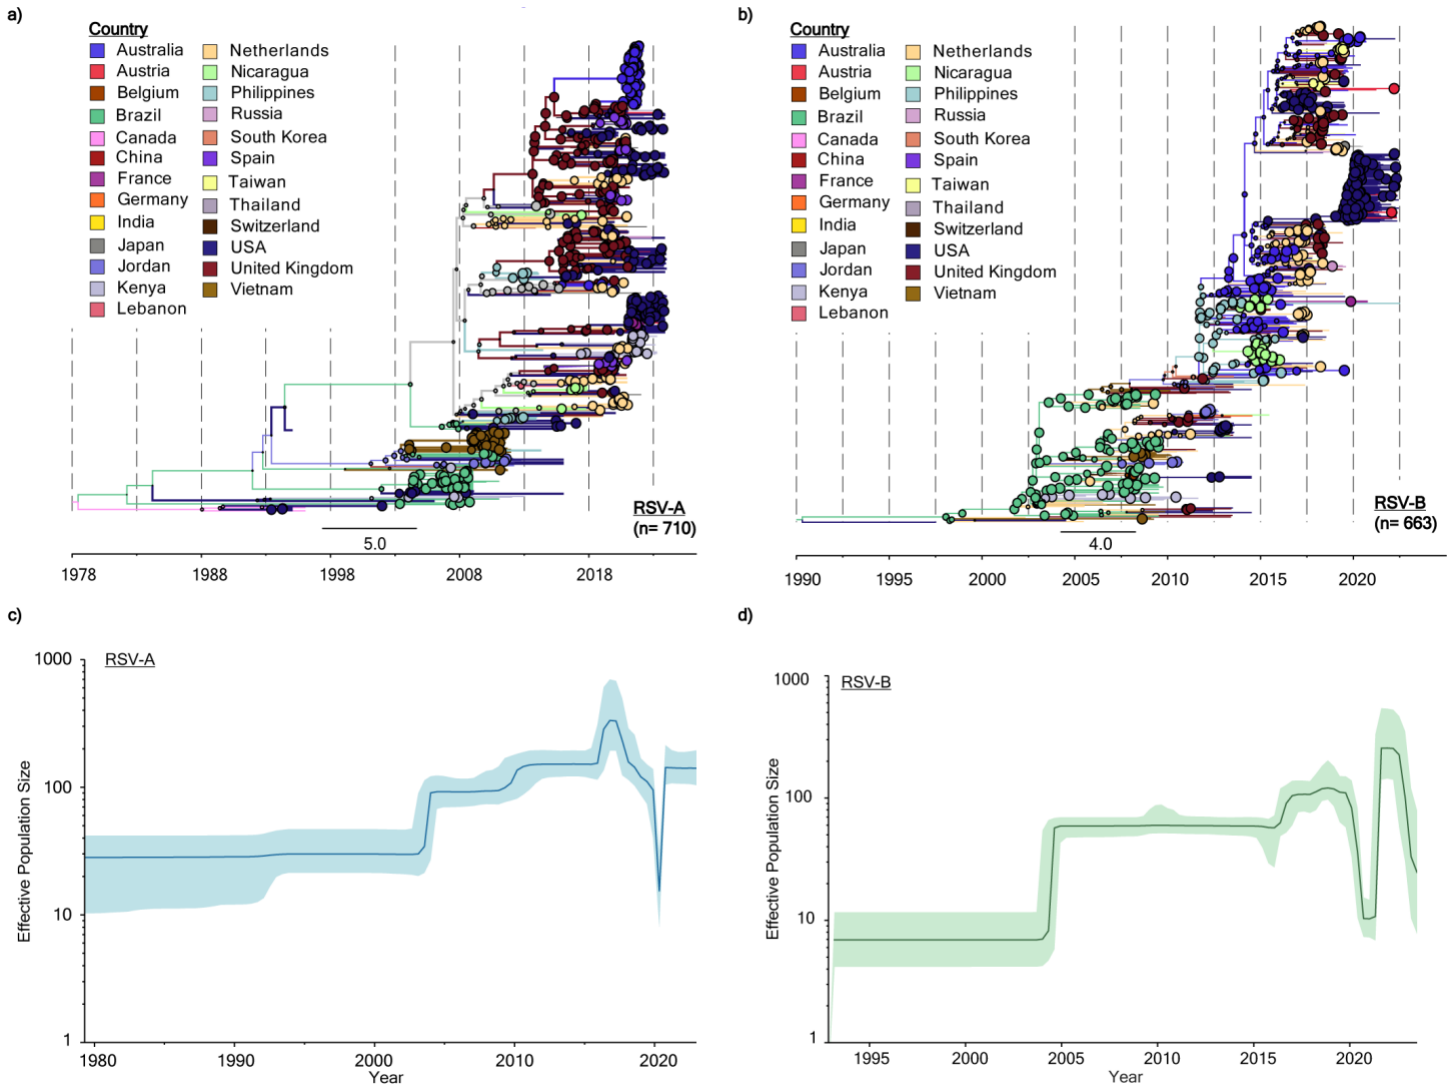 a)
Country
Australia
Austria
Belgium
Brazil
Canada
China
France
Germany
India
Japan
Jordan
Kenya
Lebanon
Netherlands
Nicaragua
Philippines
Russia
South Korea
Spain
Taiwan
Thailand
Switzerland
USA
United Kingdom
Vietnam
RSV-A
(n= 710)
5.0
1978 1988 1998 2008 2018
b)
Country
Australia
Austria
Belgium
Brazil
Canada
China
France
Germany
India
Japan
Jordan
Kenya
Lebanon
Netherlands
Nicaragua
Philippines
Russia
South Korea
Spain
Taiwan
Thailand
Switzerland
USA
United Kingdom
Vietnam
RSV-B
(n= 663)
4.0
1990 1995 2000 2005 2010 2015 2020
c)
RSV-A
Effective Population Size
1000
100
10
1
1980 1990 2000 2010 2020
Year
d)
RSV-B
Effective Population Size
1000
100
10
1
1995 2000 2005 2010 2015 2020
Year